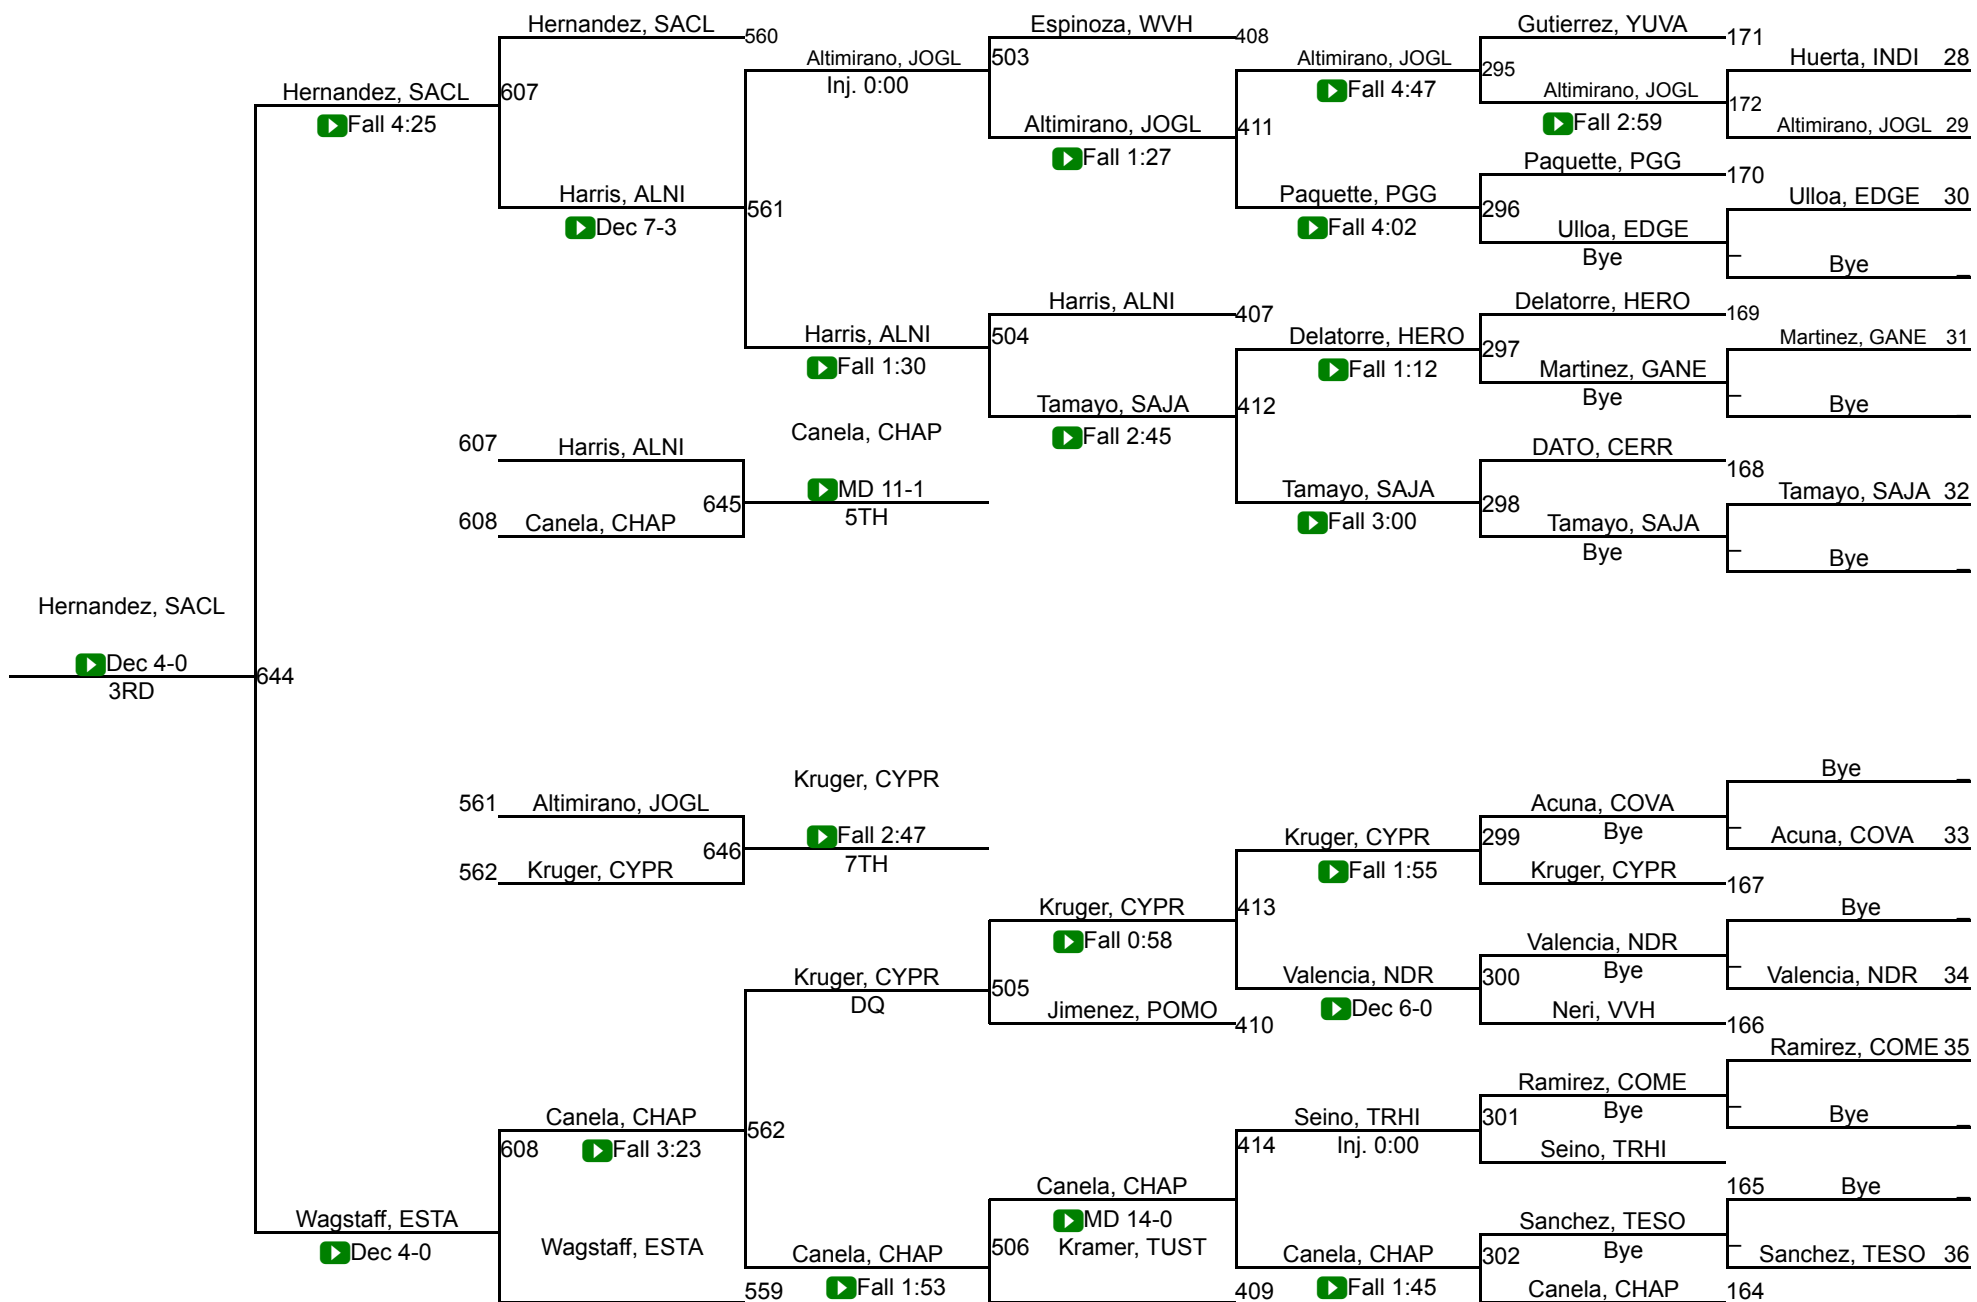 Hernandez, SACL
560
Espinoza, WVH
408
Gutierrez, YUVA
171
Altimirano, JOGL
Inj. 0:00
503
Altimirano, JOGL
Fall 4:47
295
Huerta, INDI 28
Hernandez, SACL
Fall 4:25
607
Altimirano, JOGL
Fall 2:59
172
Altimirano, JOGL 29
Altimirano, JOGL
Fall 1:27
411
Paquette, PGG
170
Harris, ALNI
Dec 7-3
561
Paquette, PGG
Fall 4:02
296
Ulloa, EDGE 30
Ulloa, EDGE
Bye
_
Bye _
Harris, ALNI
407
Delatorre, HERO
169
Harris, ALNI
Fall 1:30
504
Delatorre, HERO
Fall 1:12
297
Martinez, GANE 31
Martinez, GANE
Bye
_
Bye _
Tamayo, SAJA
Fall 2:45
412
607 Harris, ALNI
Canela, CHAP
DATO, CERR
168
608 Canela, CHAP
645
MD 11-1
5TH
Tamayo, SAJA
Fall 3:00
298
Tamayo, SAJA 32
Tamayo, SAJA
Bye
_
Bye _
Hernandez, SACL
Dec 4-0
3RD
644
Bye _
561 Altimirano, JOGL
Kruger, CYPR
Acuna, COVA
Bye
_
Acuna, COVA 33
562 Kruger, CYPR
646
Fall 2:47
7TH
Kruger, CYPR
Fall 1:55
299
Kruger, CYPR
167
Kruger, CYPR
Fall 0:58
413
Bye _
Valencia, NDR
Bye
_
Valencia, NDR 34
Kruger, CYPR
DQ
505
Valencia, NDR
Dec 6-0
300
Jimenez, POMO
410
Neri, VVH
166
Ramirez, COME 35
Ramirez, COME
Bye
_
Bye _
Canela, CHAP
Fall 3:23
608
562
Seino, TRHI
Inj. 0:00
301
414
Seino, TRHI
165
Canela, CHAP
MD 14-0
Bye _
Wagstaff, ESTA
Dec 4-0
Sanchez, TESO
Bye
_
Sanchez, TESO 36
Wagstaff, ESTA
559
Canela, CHAP
Fall 1:53
506
Kramer, TUST
409
Canela, CHAP
Fall 1:45
302
Canela, CHAP
164